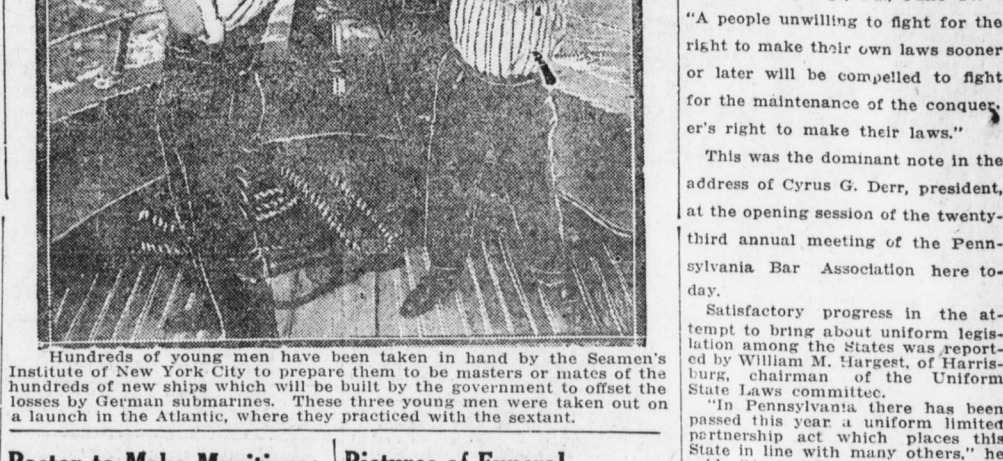 Hundreds of young men have been taken in hand by the Seamen's
Institute of New York City to prepare them to be masters or mates of the
hundreds of new ships which will be built by the government to offset the
losses by German submarines. These three young men were taken out on
a launch in the Atlantic, where they practiced with the sextant.
"A people unwilling to fight for the
right to make their own laws sooner
or later will be compelled to fight
for the maintenance of the conquer-
er's right to make their laws."
This was the dominant note in the
address of Cyrus G. Derr, president,
at the opening session of the twenty-
third annual meeting of the Penn-
sylvania Bar Association here to-
day.
Satisfactory progress in the at-
tempt to bring about uniform legis-
lation among the States was report-
ed by William M. Hargest, of Harris-
burg, chairman of the Uniform
State Laws committee.
"In Pennsylvania there has been
passed this year a uniform limited
partnership act which places this
State in line with many others," he